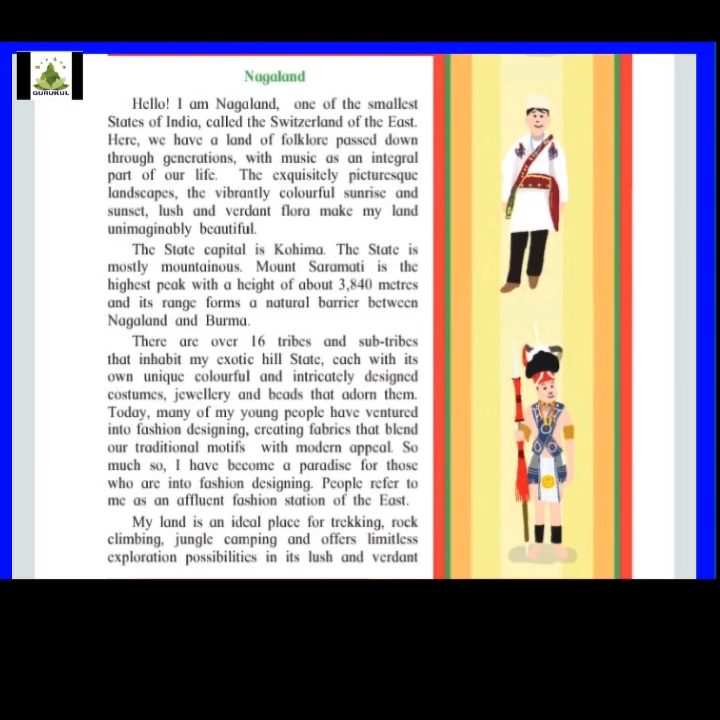 GURUKUL
Nagaland
Hello! I am Nagaland, one of the smallest
States of India, called the Switzerland of the East.
Here, we have a land of folklore passed down
through generations, with music as an integral
part of our life. The exquisitely picturesque
landscapes, the vibrantly colourful sunrise and
sunset, lush and verdant flora make my land
unimaginably beautiful.
The State capital is Kohima. The State is
mostly mountainous. Mount Saramati is the
highest peak with a height of about 3,840 metres
and its range forms a natural barrier between
Nagaland and Burma.
There are over 16 tribes and sub-tribes
that inhabit my exotic hill State, each with its
own unique colourful and intricately designed
costumes, jewellery and beads that adorn them.
Today, many of my young people have ventured
into fashion designing, creating fabrics that blend
our traditional motifs with modern appeal. So
much so, I have become a paradise for those
who are into fashion designing. People refer to
me as an affluent fashion station of the East.
My land is an ideal place for trekking, rock
climbing, jungle camping and offers limitless
exploration possibilities in its lush and verdant